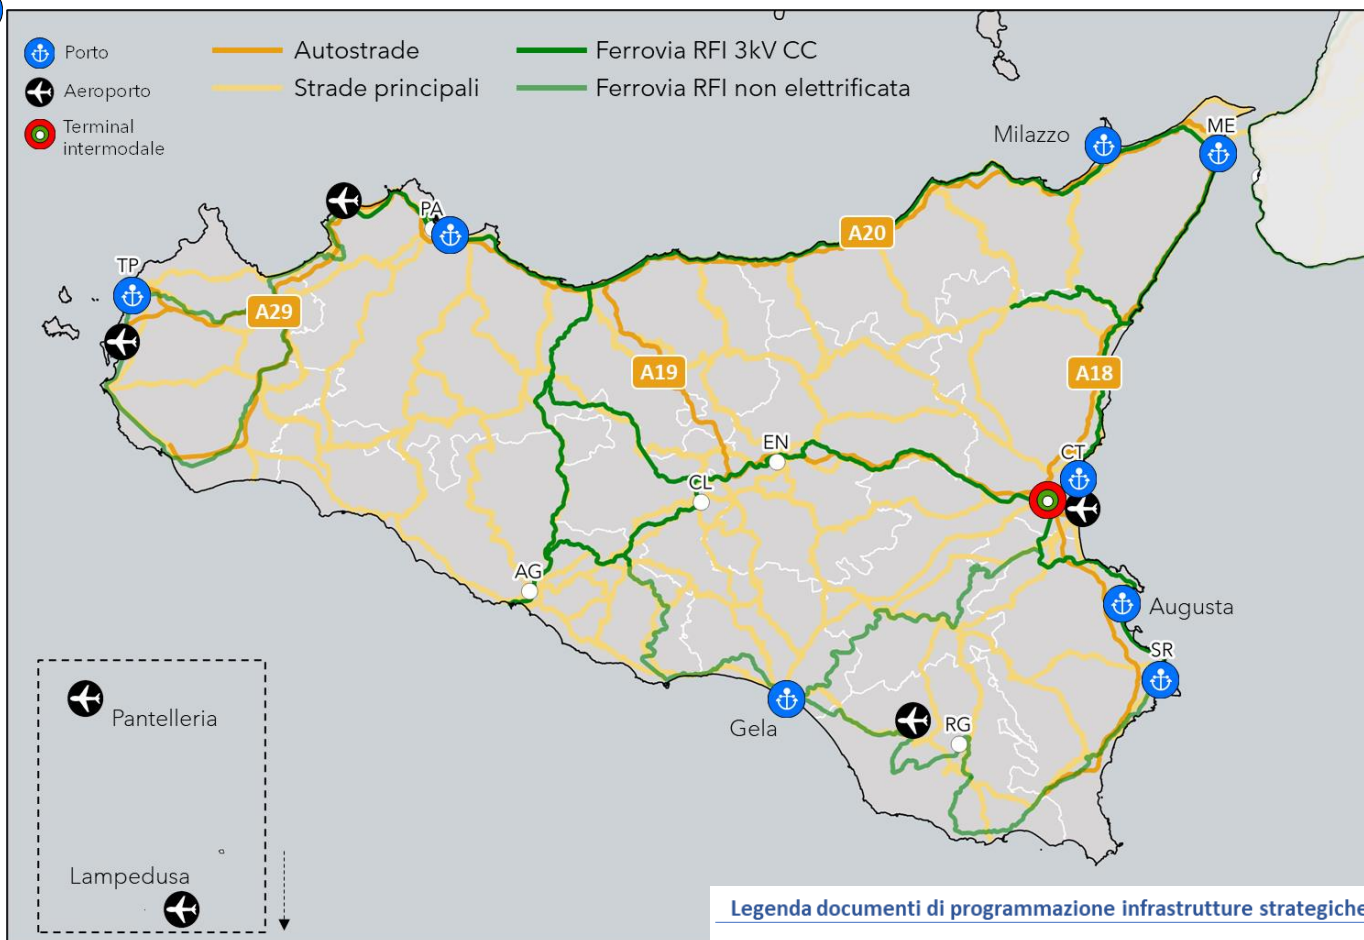 Porto
Aeroporto
Terminal
intermodale
Autostrade
Strade principali
Ferrovia RFI 3kV CC
Ferrovia RFI non elettrificata
Milazzo
ME
PA
A20
TP
A29
A19
A18
EN
CT
CL
AG
Augusta
SR
Pantelleria
Gela
RG
Lampedusa
Legenda documenti di programmazione infrastrutture strategiche